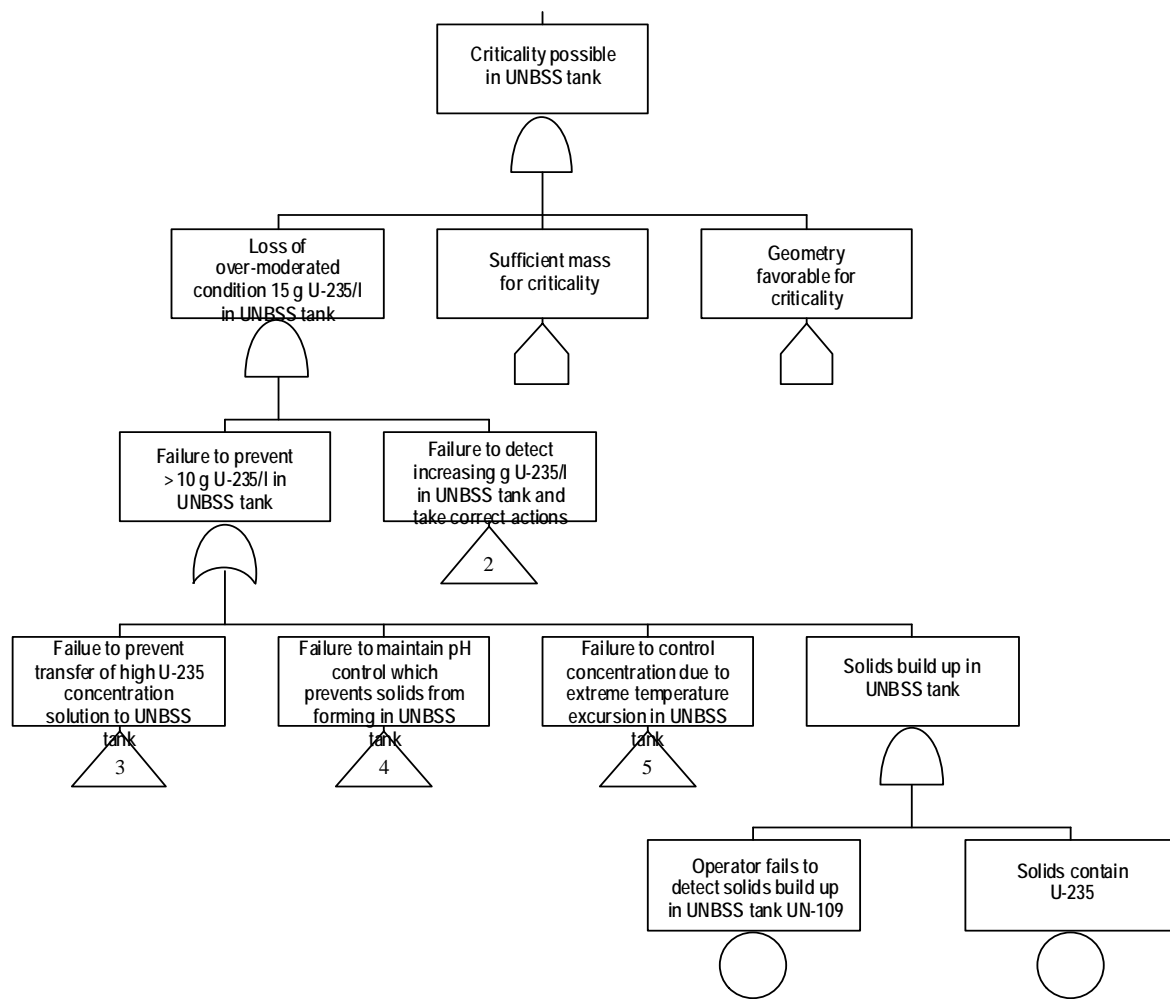 Criticality possible
in UNBSS tank
Loss of
over-moderated
condition 15 g U-235/l
in UNBSS tank
Sufficient mass
for criticality
Geometry
favorable for
criticality
Failure to prevent
> 10 g U-235/l in
UNBSS tank
Failure to detect
increasing g U-235/l
in UNBSS tank and
take correct actions
2
Failure to prevent
transfer of high U-235
concentration
solution to UNBSS
tank
3
Failure to maintain pH
control which
prevents solids from
forming in UNBSS
tank
4
Failure to control
concentration due to
extreme temperature
excursion in UNBSS
tank
5
Solids build up in
UNBSS tank
Operator fails to
detect solids build up
in UNBSS tank UN-109
Solids contain
U-235